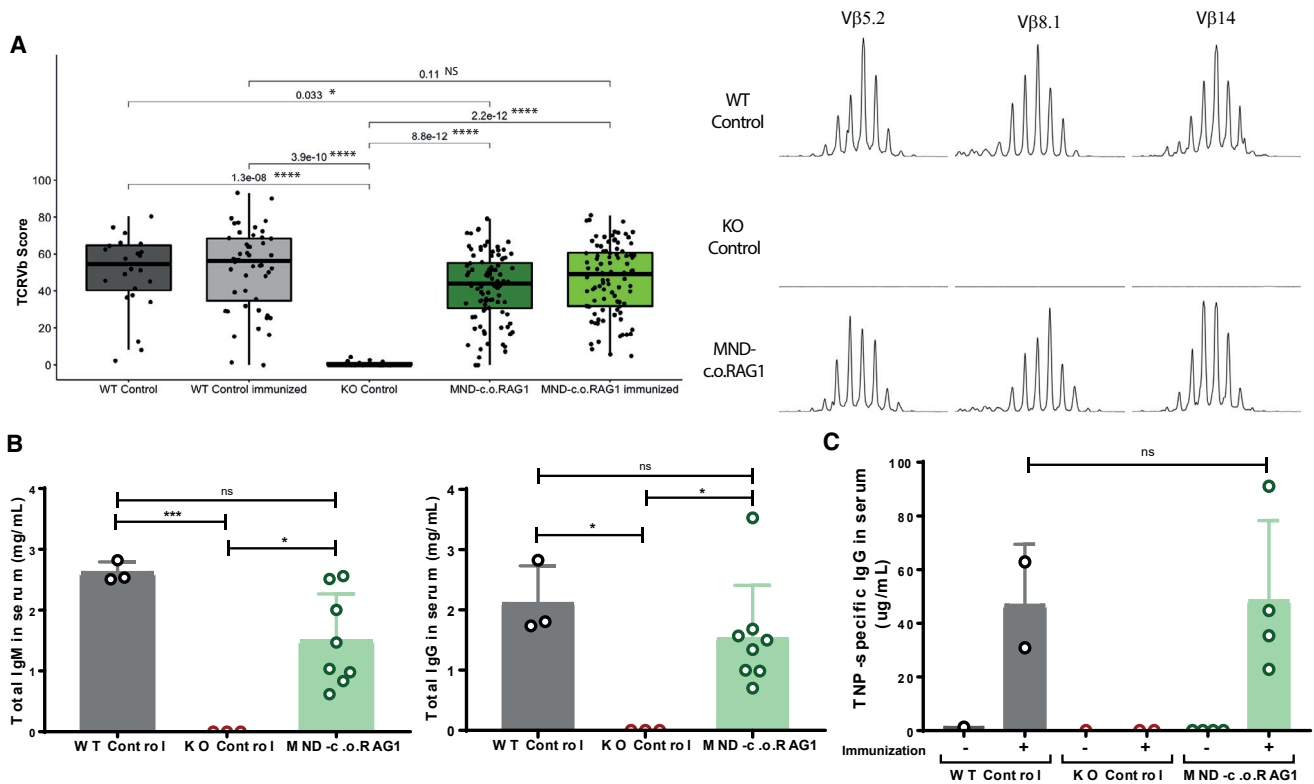 A
TCRVb Score
100
80
60
40
20
0
0.11 NS
0.033 *
2.2e-12 ****
8.8e-12 ****
3.9e-10 ****
1.3e-08 ****
WT Control
WT Control immunized
KO Control
MND-c.o.RAG1
MND-c.o.RAG1 immunized
Vβ5.2
Vβ8.1
Vβ14
WT
Control
KO
Control
MND-
c.o.RAG1
B
Total IgM in serum (mg/mL)
4
3
2
1
0
ns
***
*
WT Control
KO Control
MND-c.o.RAG1
Total IgG in serum (mg/mL)
4
3
2
1
0
ns
*
*
WT Control
KO Control
MND-c.o.RAG1
C
TNP-specific IgG in serum
(ug/mL)
100
80
60
40
20
0
ns
Immunization - + - + - +
WT Control
KO Control
MND-c.o.RAG1